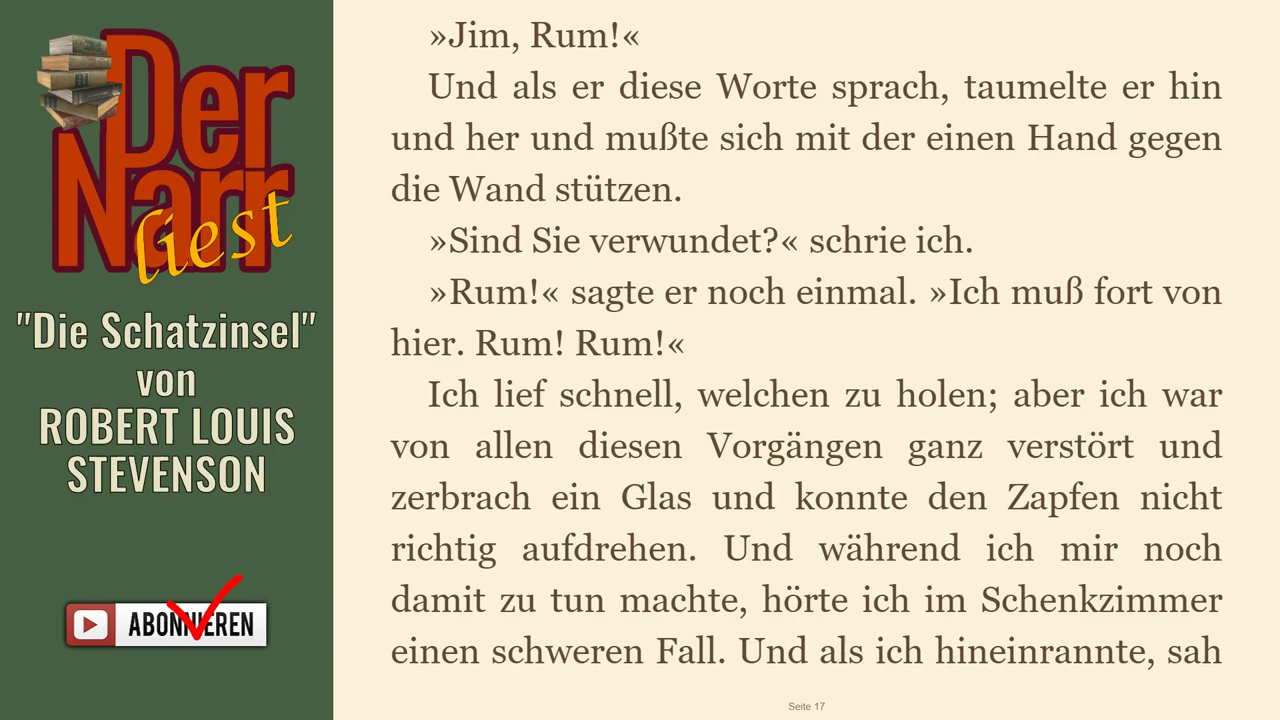 Der
Narr
liest
"Die Schatzinsel"
von
ROBERT LOUIS
STEVENSON
ABONNIEREN
»Jim, Rum!«
Und als er diese Worte sprach, taumelte er hin
und her und mußte sich mit der einen Hand gegen
die Wand stützen.
»Sind Sie verwundet?« schrie ich.
»Rum!« sagte er noch einmal. »Ich muß fort von
hier. Rum! Rum!«
Ich lief schnell, welchen zu holen; aber ich war
von allen diesen Vorgängen ganz verstört und
zerbrach ein Glas und konnte den Zapfen nicht
richtig aufdrehen. Und während ich mir noch
damit zu tun machte, hörte ich im Schenkzimmer
einen schweren Fall. Und als ich hineinrannte, sah
Seite 17